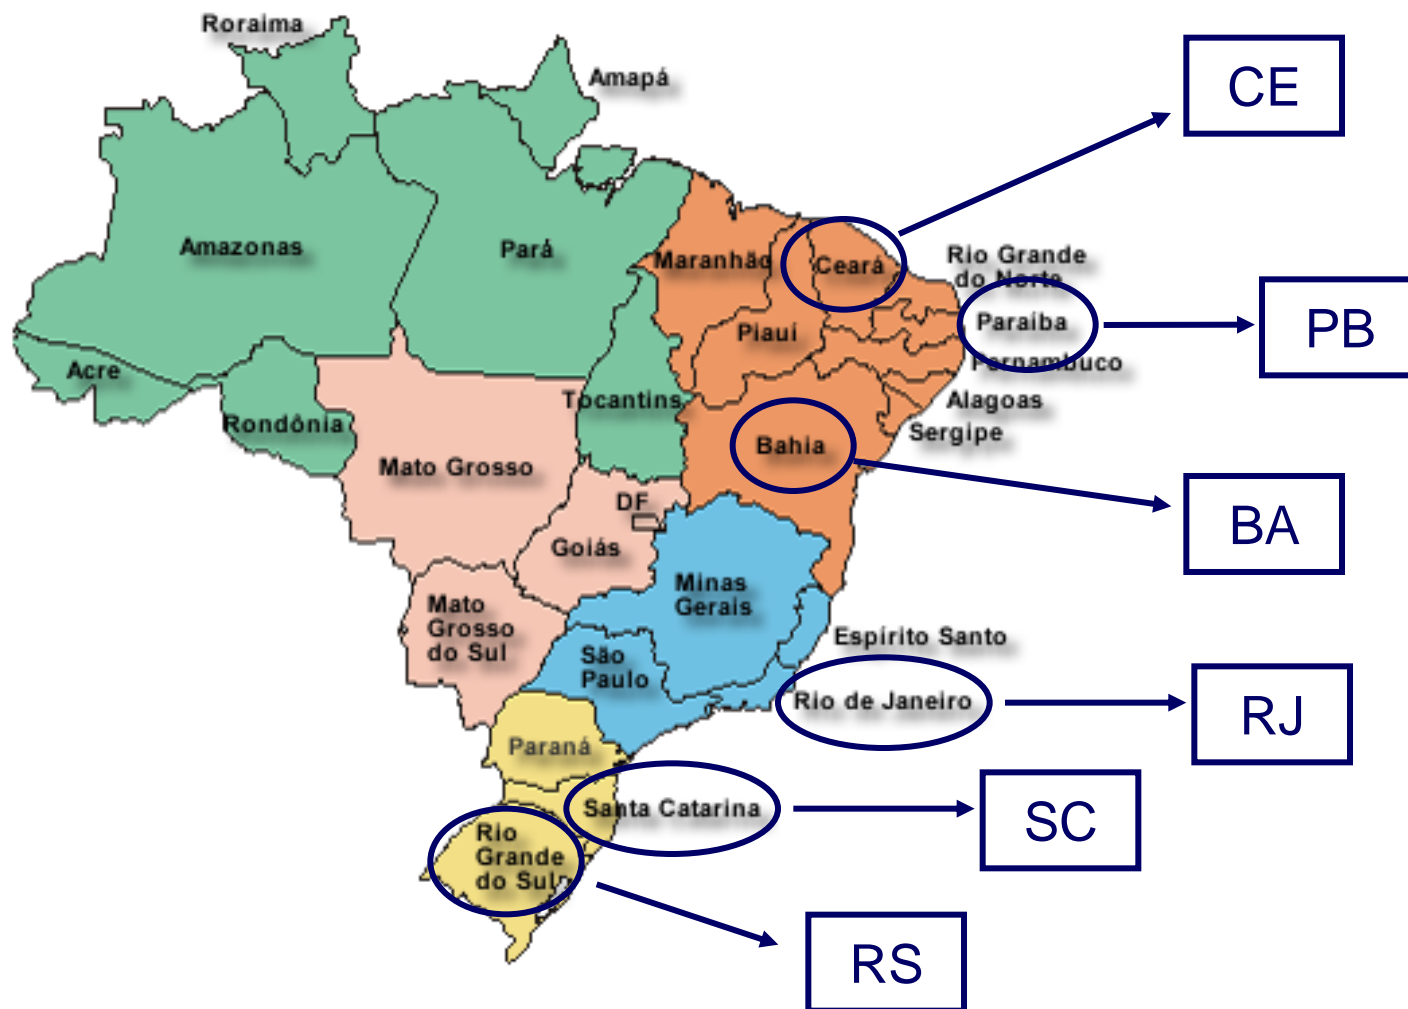 Roraima
Amapá
CE
Amazonas
Pará
Maranhão
Ceará
Rio Grande
do Norte
Paraíba
PB
Piauí
Pernambuco
Acre
Tocantins
Alagoas
Rondônia
Sergipe
Bahia
Mato Grosso
DF
BA
Goiás
Minas
Gerais
Mato
Grosso
do Sul
Espírito Santo
São
Paulo
Rio de Janeiro
RJ
Paraná
Santa Catarina
SC
Rio
Grande
do Sul
RS